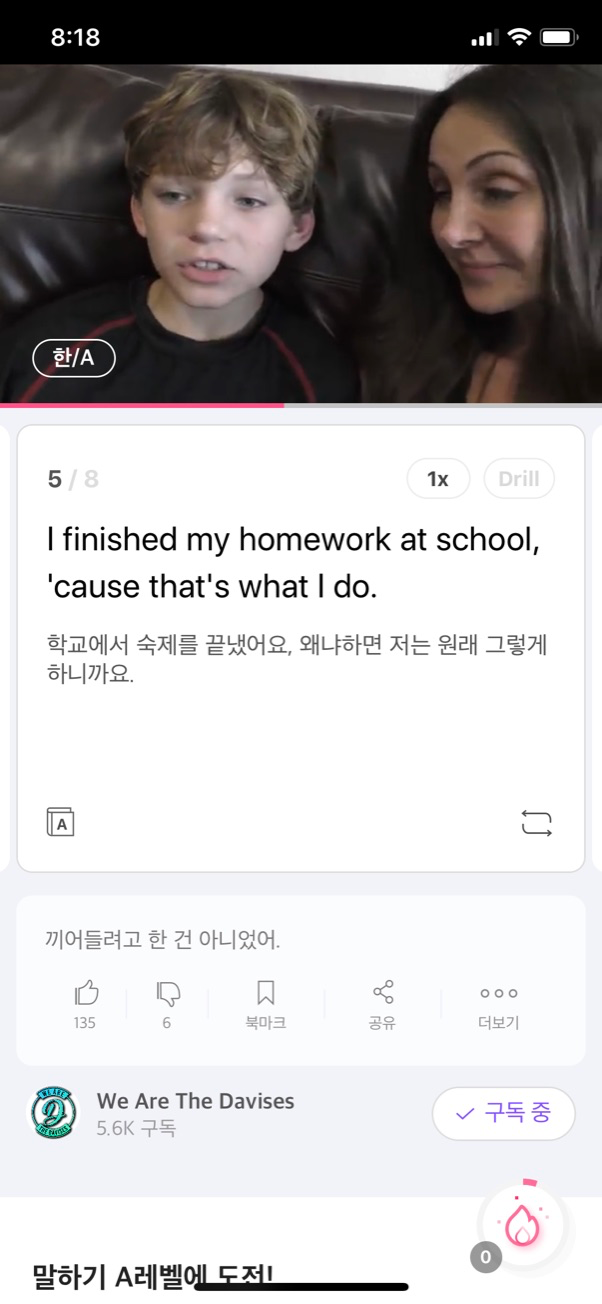 8:18
한/A
5 / 8
1x
Drill
I finished my homework at school,
'cause that's what I do.
학교에서 숙제를 끝냈어요, 왜냐하면 저는 원래 그렇게
하니까요.
A
끼어들려고 한 건 아니었어.
135
6
북마크
공유
더보기
WE ARE
D
THE DAVISES
We Are The Davises
5.6K 구독
구독 중
0
말하기 A레벨에 도전!